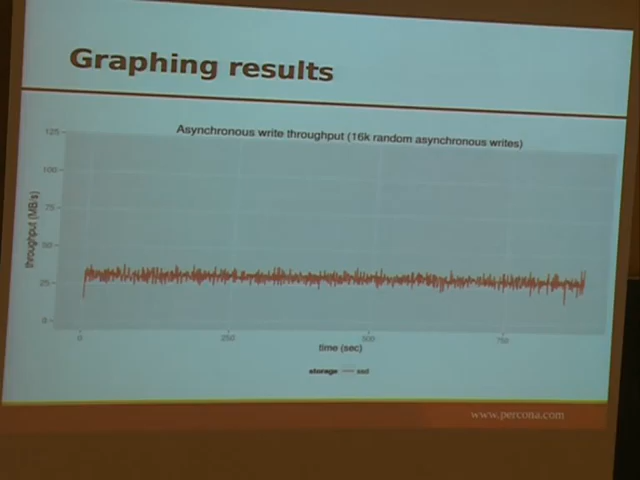 Graphing results
Asynchronous write throughput (16k random asynchronous writes)
125
100
75
50
25
0
throughput (MB/s)
0 250 500 750
time (sec)
storage ssd
www.percona.com